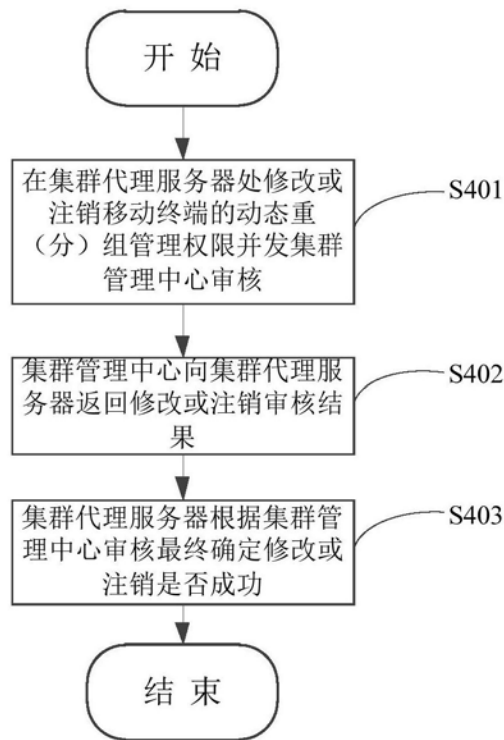 开 始
在集群代理服务器处修改或
注销移动终端的动态重
（分）组管理权限并发集群
管理中心审核
S401
集群管理中心向集群代理服
务器返回修改或注销审核结
果
S402
集群代理服务器根据集群管
理中心审核最终确定修改或
注销是否成功
S403
结 束